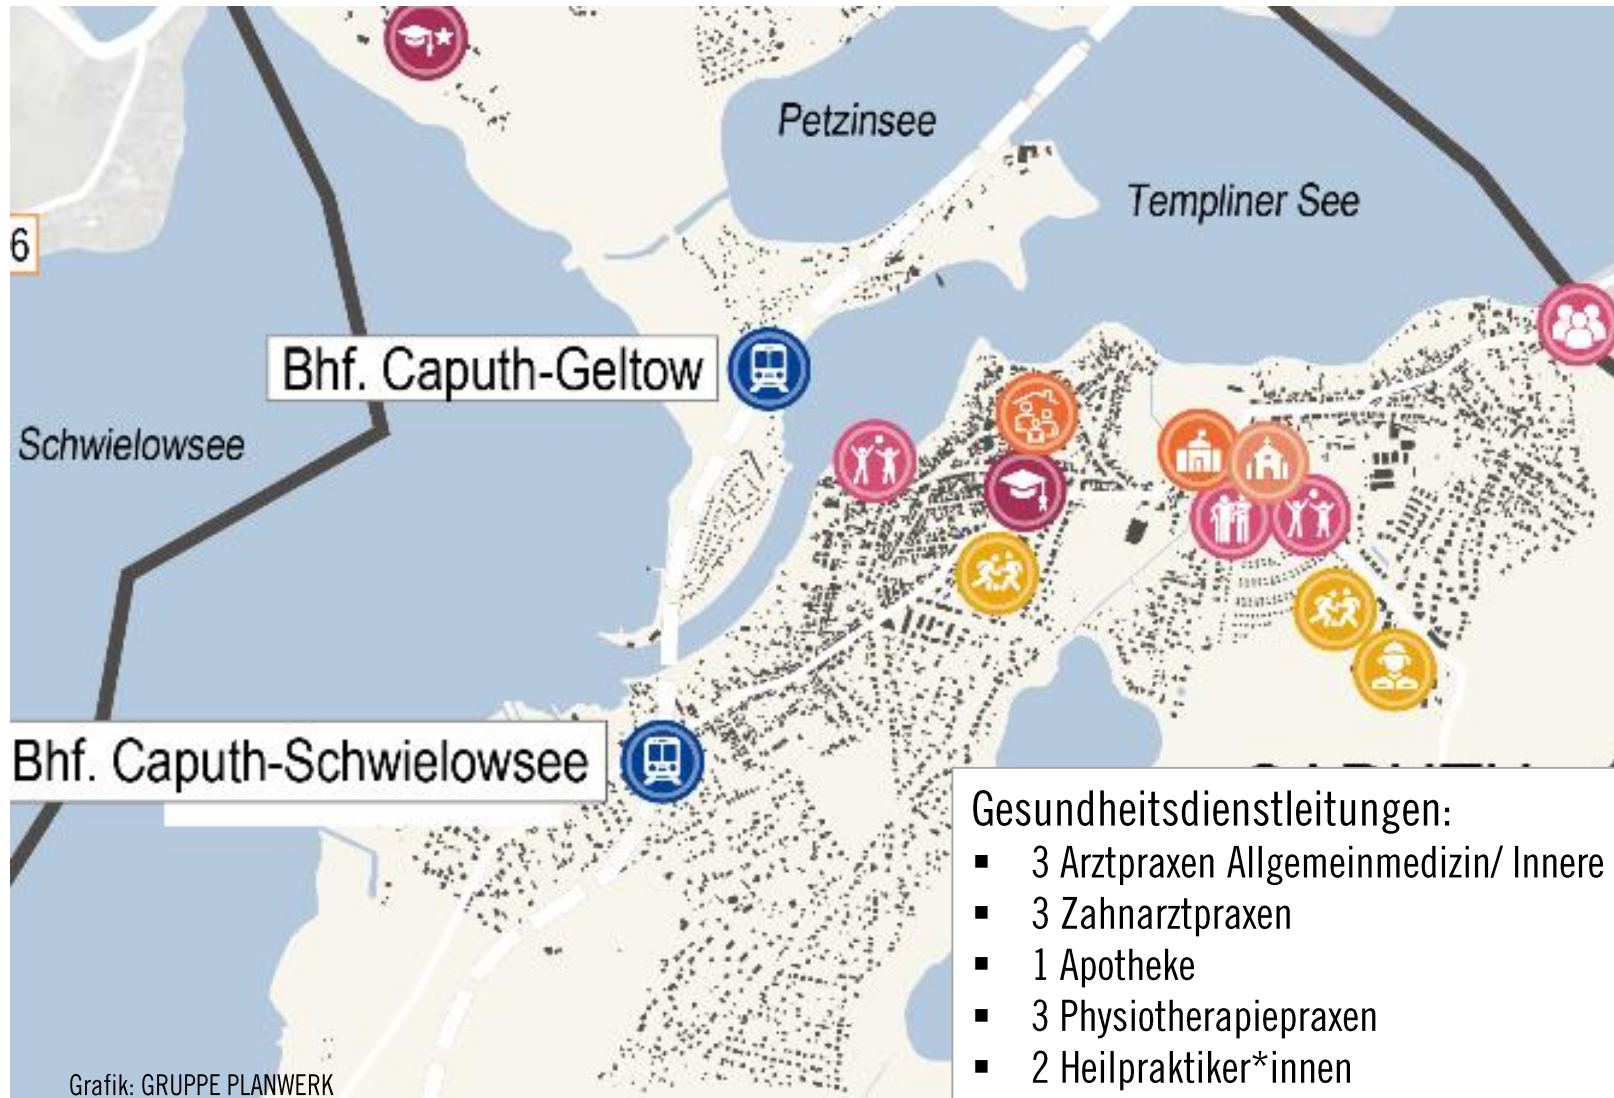 Petzinsee
Templiner See
6
Bhf. Caputh-Geltow
Schwielowsee
Bhf. Caputh-Schwielowsee
Gesundheitsdienstleitungen:
▪ 3 Arztpraxen Allgemeinmedizin/ Innere
▪ 3 Zahnarztpraxen
▪ 1 Apotheke
▪ 3 Physiotherapiepraxen
▪ 2 Heilpraktiker*innen
Grafik: GRUPPE PLANWERK